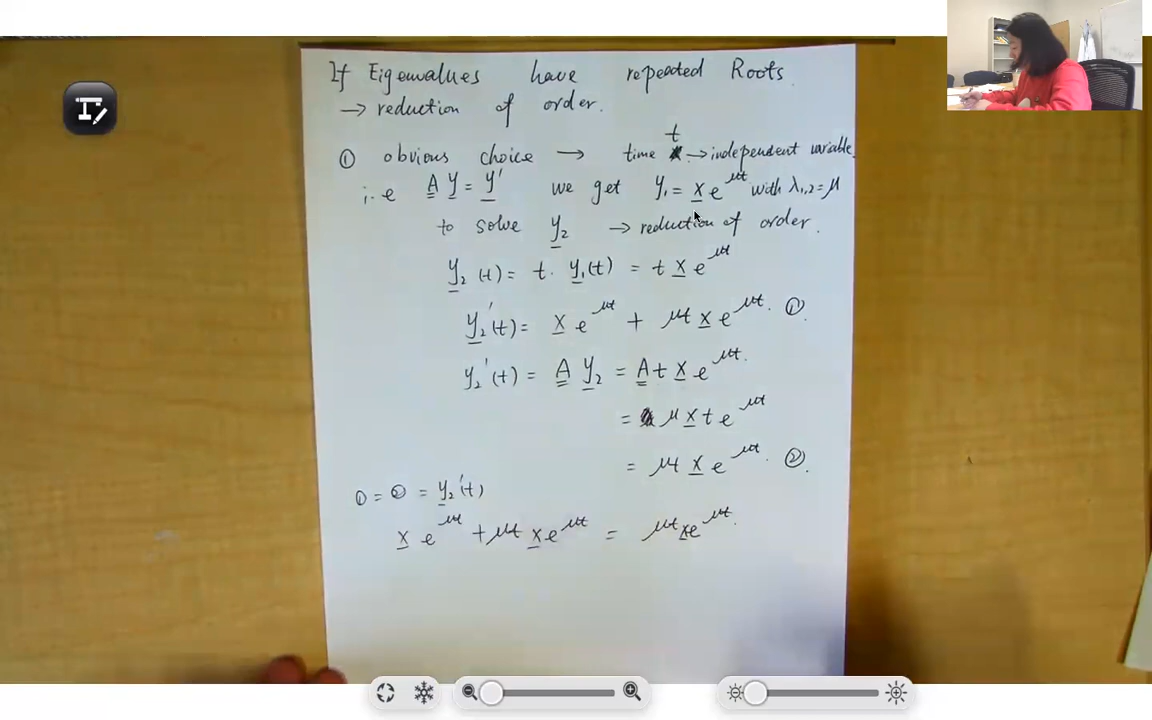 If Eigenvalues have repeated Roots.
→ reduction of order.
① obvious choice → time t → independent variable.
i.e A y = y' we get y₁ = x e^μt with λ₁,₂ = μ
to solve y₂ → reduction of order.
y₂(t) = t · y₁(t) = t x e^μt
y₂'(t) = x e^μt + μt x e^μt. ①
y₂'(t) = A y₂ = A t x e^μt.
= μ x t e^μt
= μt x e^μt. ②.
① = ② = y₂'(t)
x e^μt + μt x e^μt = μt x e^μt.